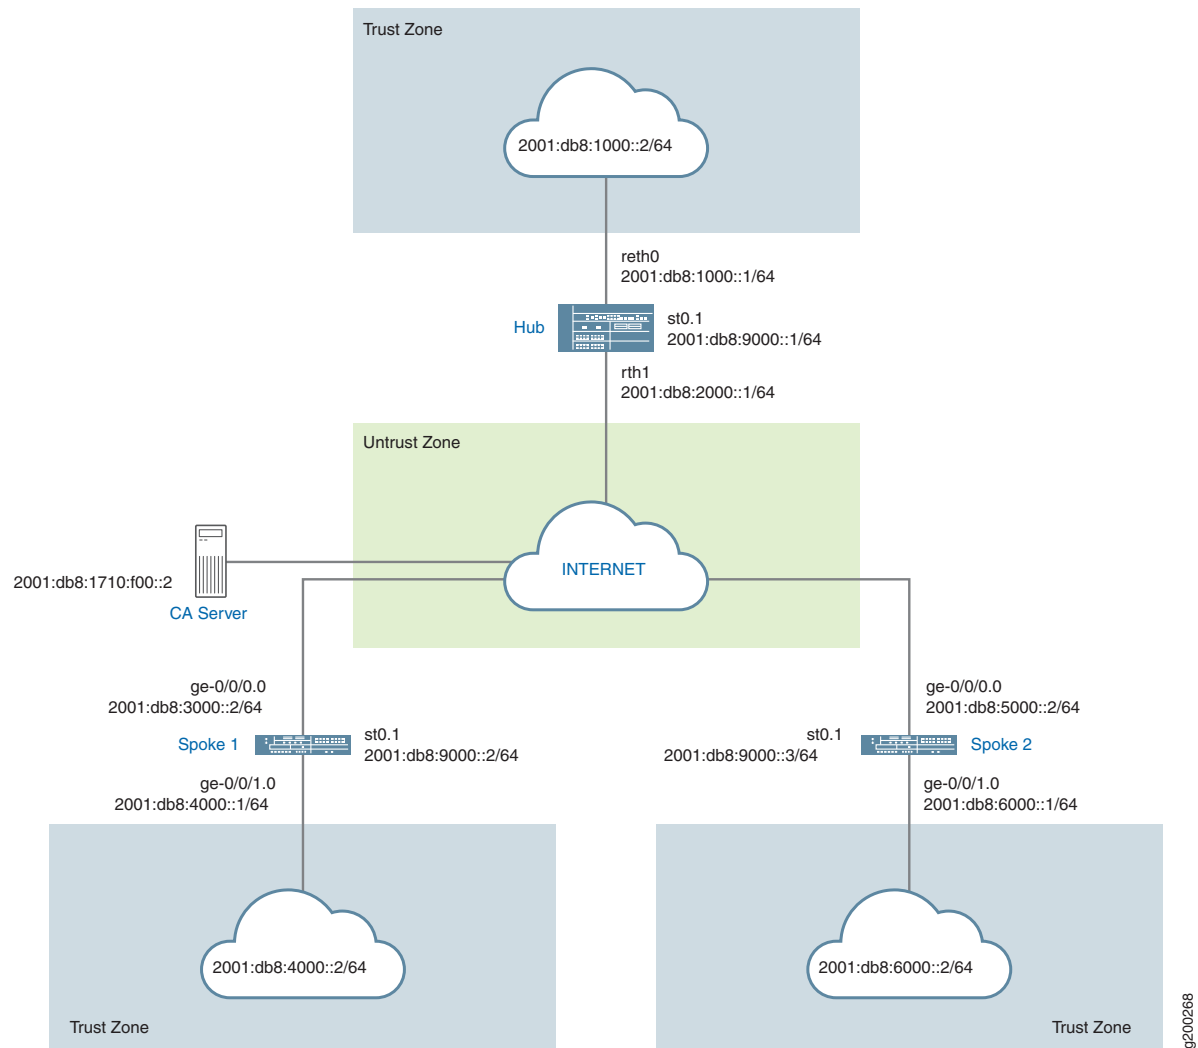 Trust Zone
2001:db8:1000::2/64
reth0
2001:db8:1000::1/64
Hub
st0.1
2001:db8:9000::1/64
rth1
2001:db8:2000::1/64
Untrust Zone
INTERNET
2001:db8:1710:f00::2
CA Server
ge-0/0/0.0
2001:db8:3000::2/64
Spoke 1
st0.1
2001:db8:9000::2/64
ge-0/0/1.0
2001:db8:4000::1/64
ge-0/0/0.0
2001:db8:5000::2/64
st0.1
2001:db8:9000::3/64
Spoke 2
ge-0/0/1.0
2001:db8:6000::1/64
2001:db8:4000::2/64
Trust Zone
2001:db8:6000::2/64
Trust Zone
g200268